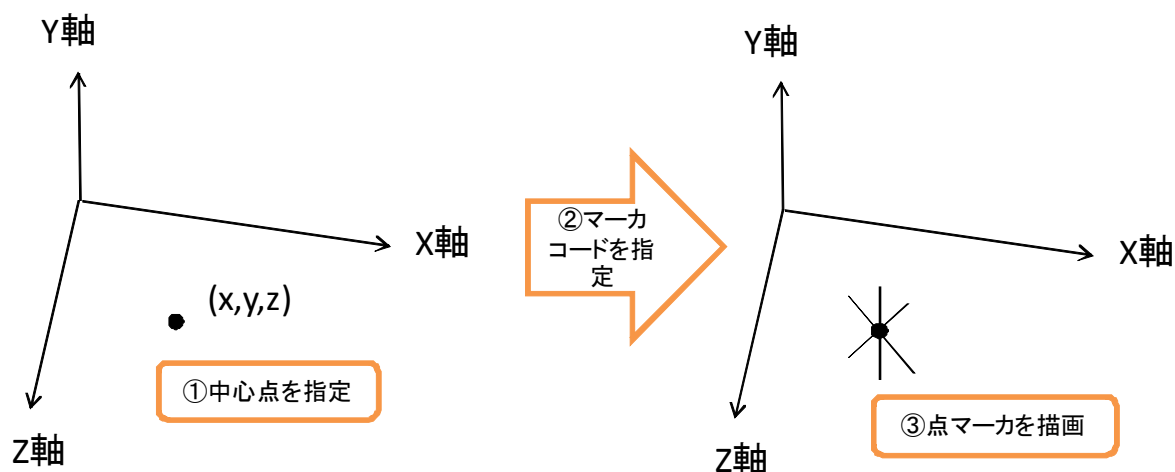 Y軸
X軸
(x,y,z)
①中心点を指定
Z軸
②マーカ
コードを指
定
Y軸
X軸
③点マーカを描画
Z軸